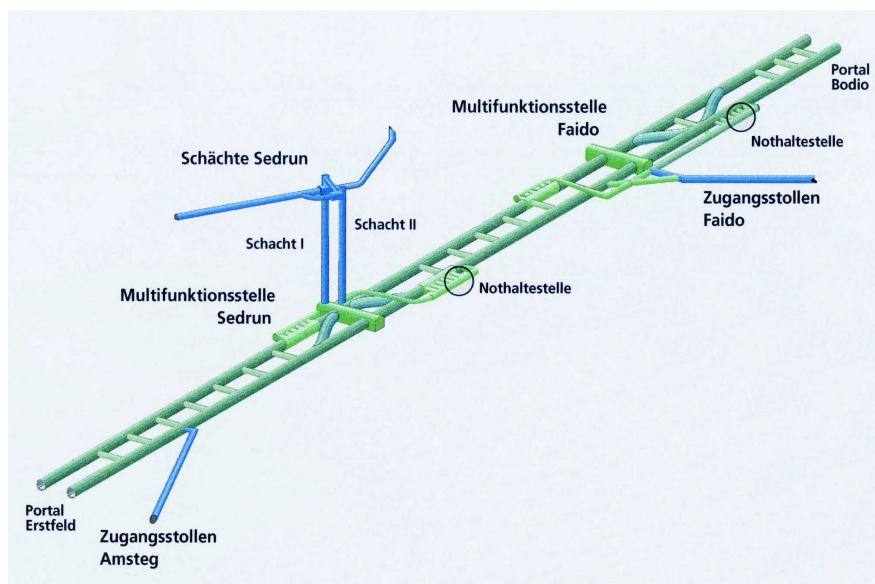 Portal
Bodio
Multifunktionsstelle
Faido
Nothaltestelle
Schächte Sedrun
Zugangsstollen
Faido
Schacht II
Schacht I
Nothaltestelle
Multifunktionsstelle
Sedrun
Portal
Erstfeld
Zugangsstollen
Amsteg